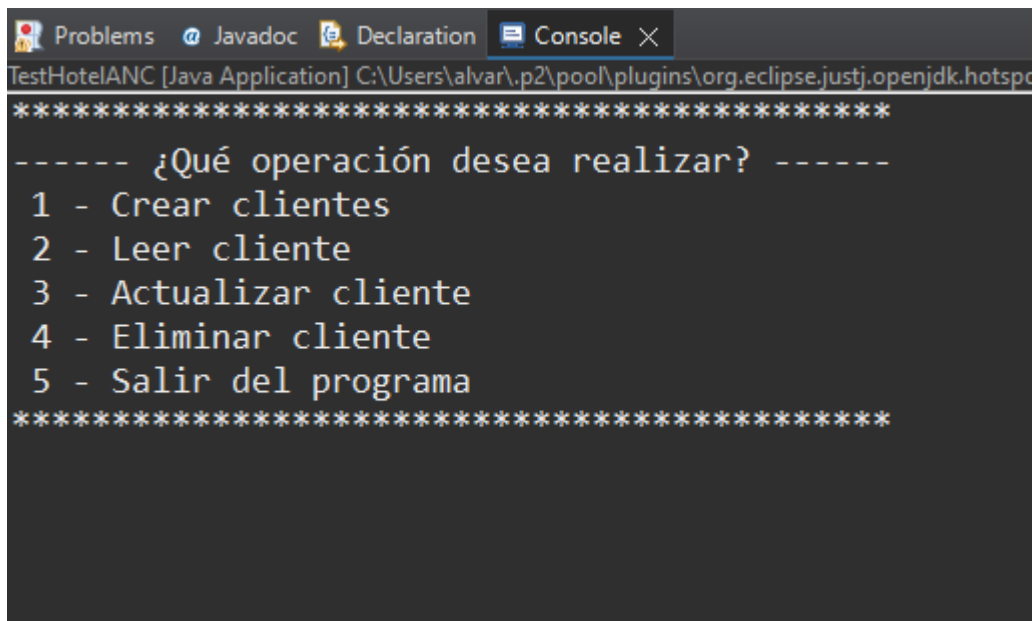 Problems @ Javadoc Declaration Console
TestHotelANC [Java Application] C:\Users\alvar\.p2\pool\plugins\org.eclipse.justj.openjdk.hotspo
********************************************
------ ¿Qué operación desea realizar? ------
1 - Crear clientes
2 - Leer cliente
3 - Actualizar cliente
4 - Eliminar cliente
5 - Salir del programa
********************************************